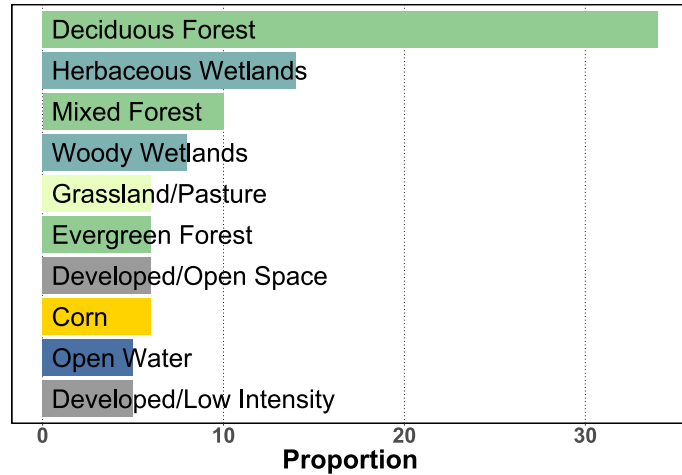 Deciduous Forest
Herbaceous Wetlands
Mixed Forest
Woody Wetlands
Grassland/Pasture
Evergreen Forest
Developed/Open Space
Corn
Open Water
Developed/Low Intensity
0 10 20 30
Proportion